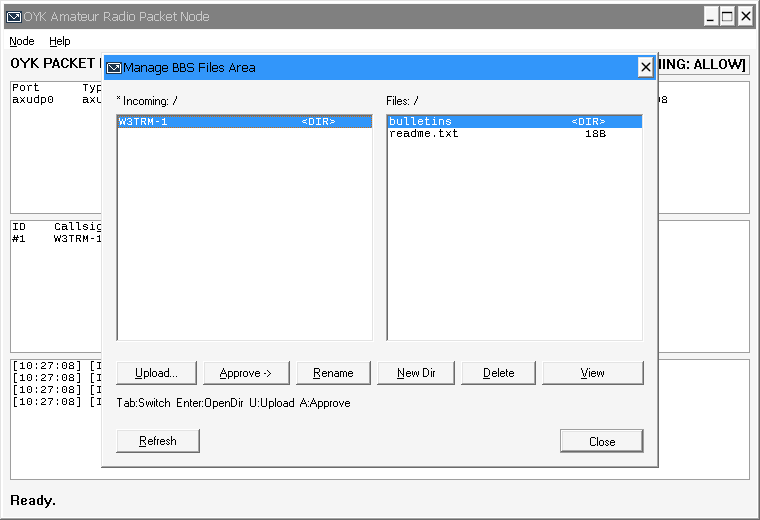 OYK Amateur Radio Packet Node
Node Help
OYK PACKET
NING: ALLOW]
Port Ty
axudp0 axu
08
ID Callsig
#1 W3TRM-1
[10:27:08] [I
[10:27:08] [I
[10:27:08] [I
[10:27:08] [I
Ready.
Manage BBS Files Area
* Incoming: /
Files: /
W3TRM-1 <DIR>
bulletins <DIR>
readme.txt 18B
Upload... Approve -> Rename New Dir Delete View
Tab:Switch Enter:OpenDir U:Upload A:Approve
Refresh
Close